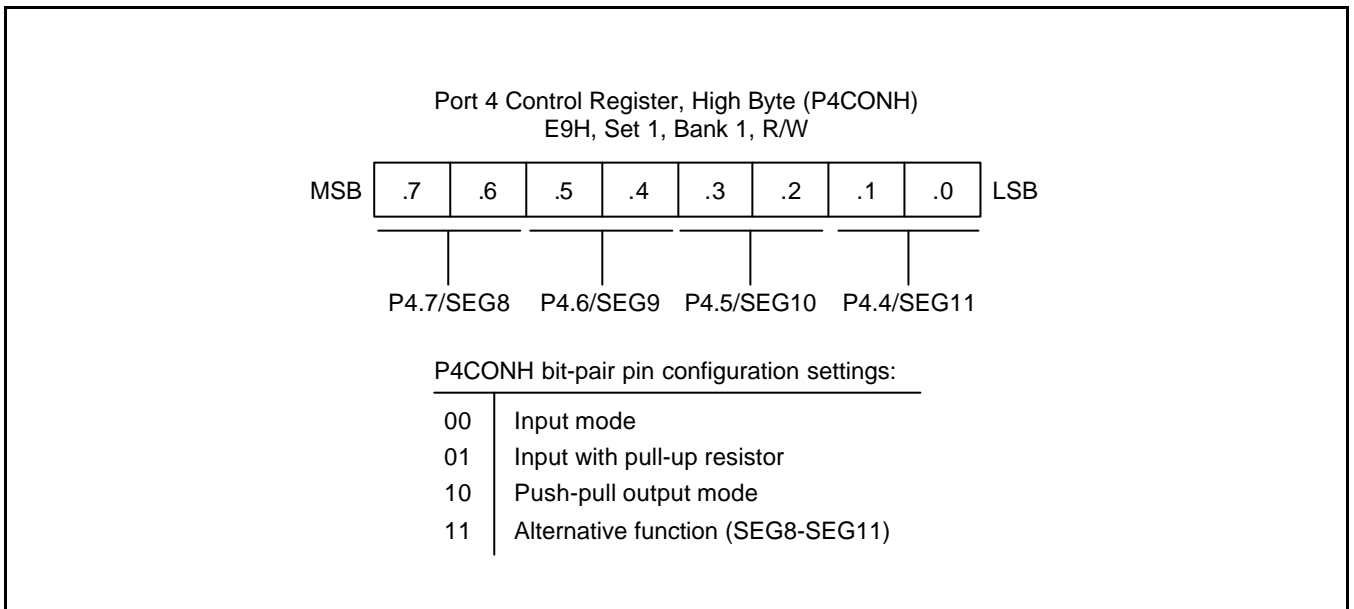 Port 4 Control Register, High Byte (P4CONH)
E9H, Set 1, Bank 1, R/W
MSB .7 .6 .5 .4 .3 .2 .1 .0 LSB
P4.7/SEG8 P4.6/SEG9 P4.5/SEG10 P4.4/SEG11
P4CONH bit-pair pin configuration settings:
00 Input mode
01 Input with pull-up resistor
10 Push-pull output mode
11 Alternative function (SEG8-SEG11)